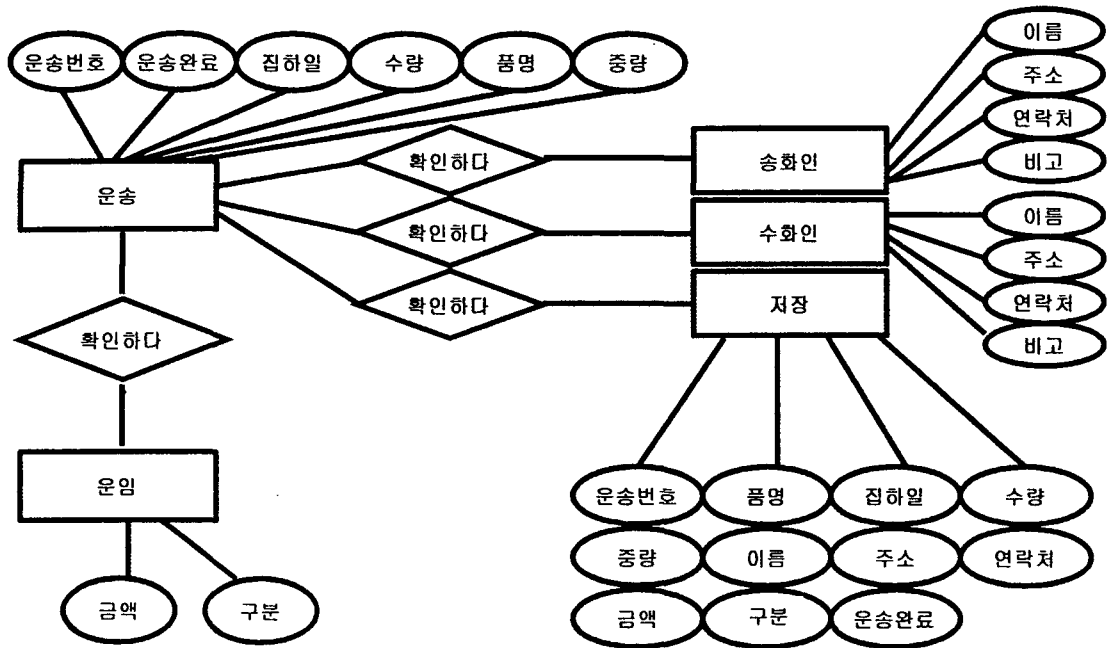 운송번호 운송완료 집하일 수량 품명 중량
이름
주소
연락처
비고
운송
확인하다
송화인
확인하다
수화인
이름
주소
연락처
비고
확인하다
저장
확인하다
운임
금액 구분
운송번호 품명 집하일 수량
중량 이름 주소 연락처
금액 구분 운송완료